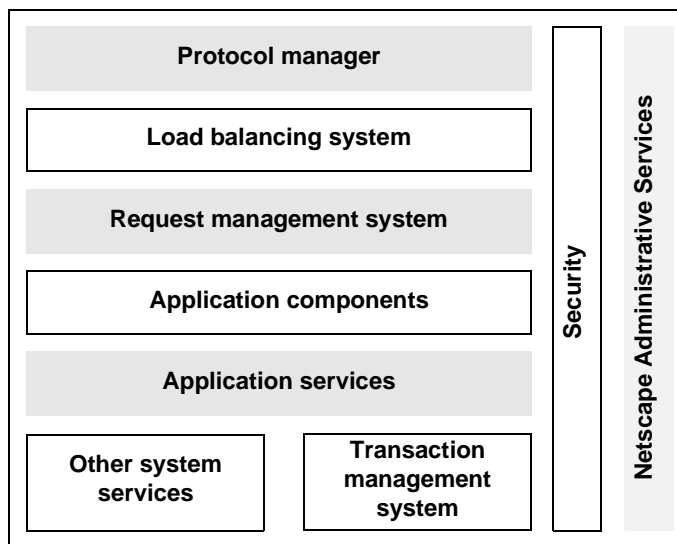 Protocol manager
Load balancing system
Request management system
Application components
Application services
Other system
services
Transaction
management
system
Security
Netscape Administrative Services